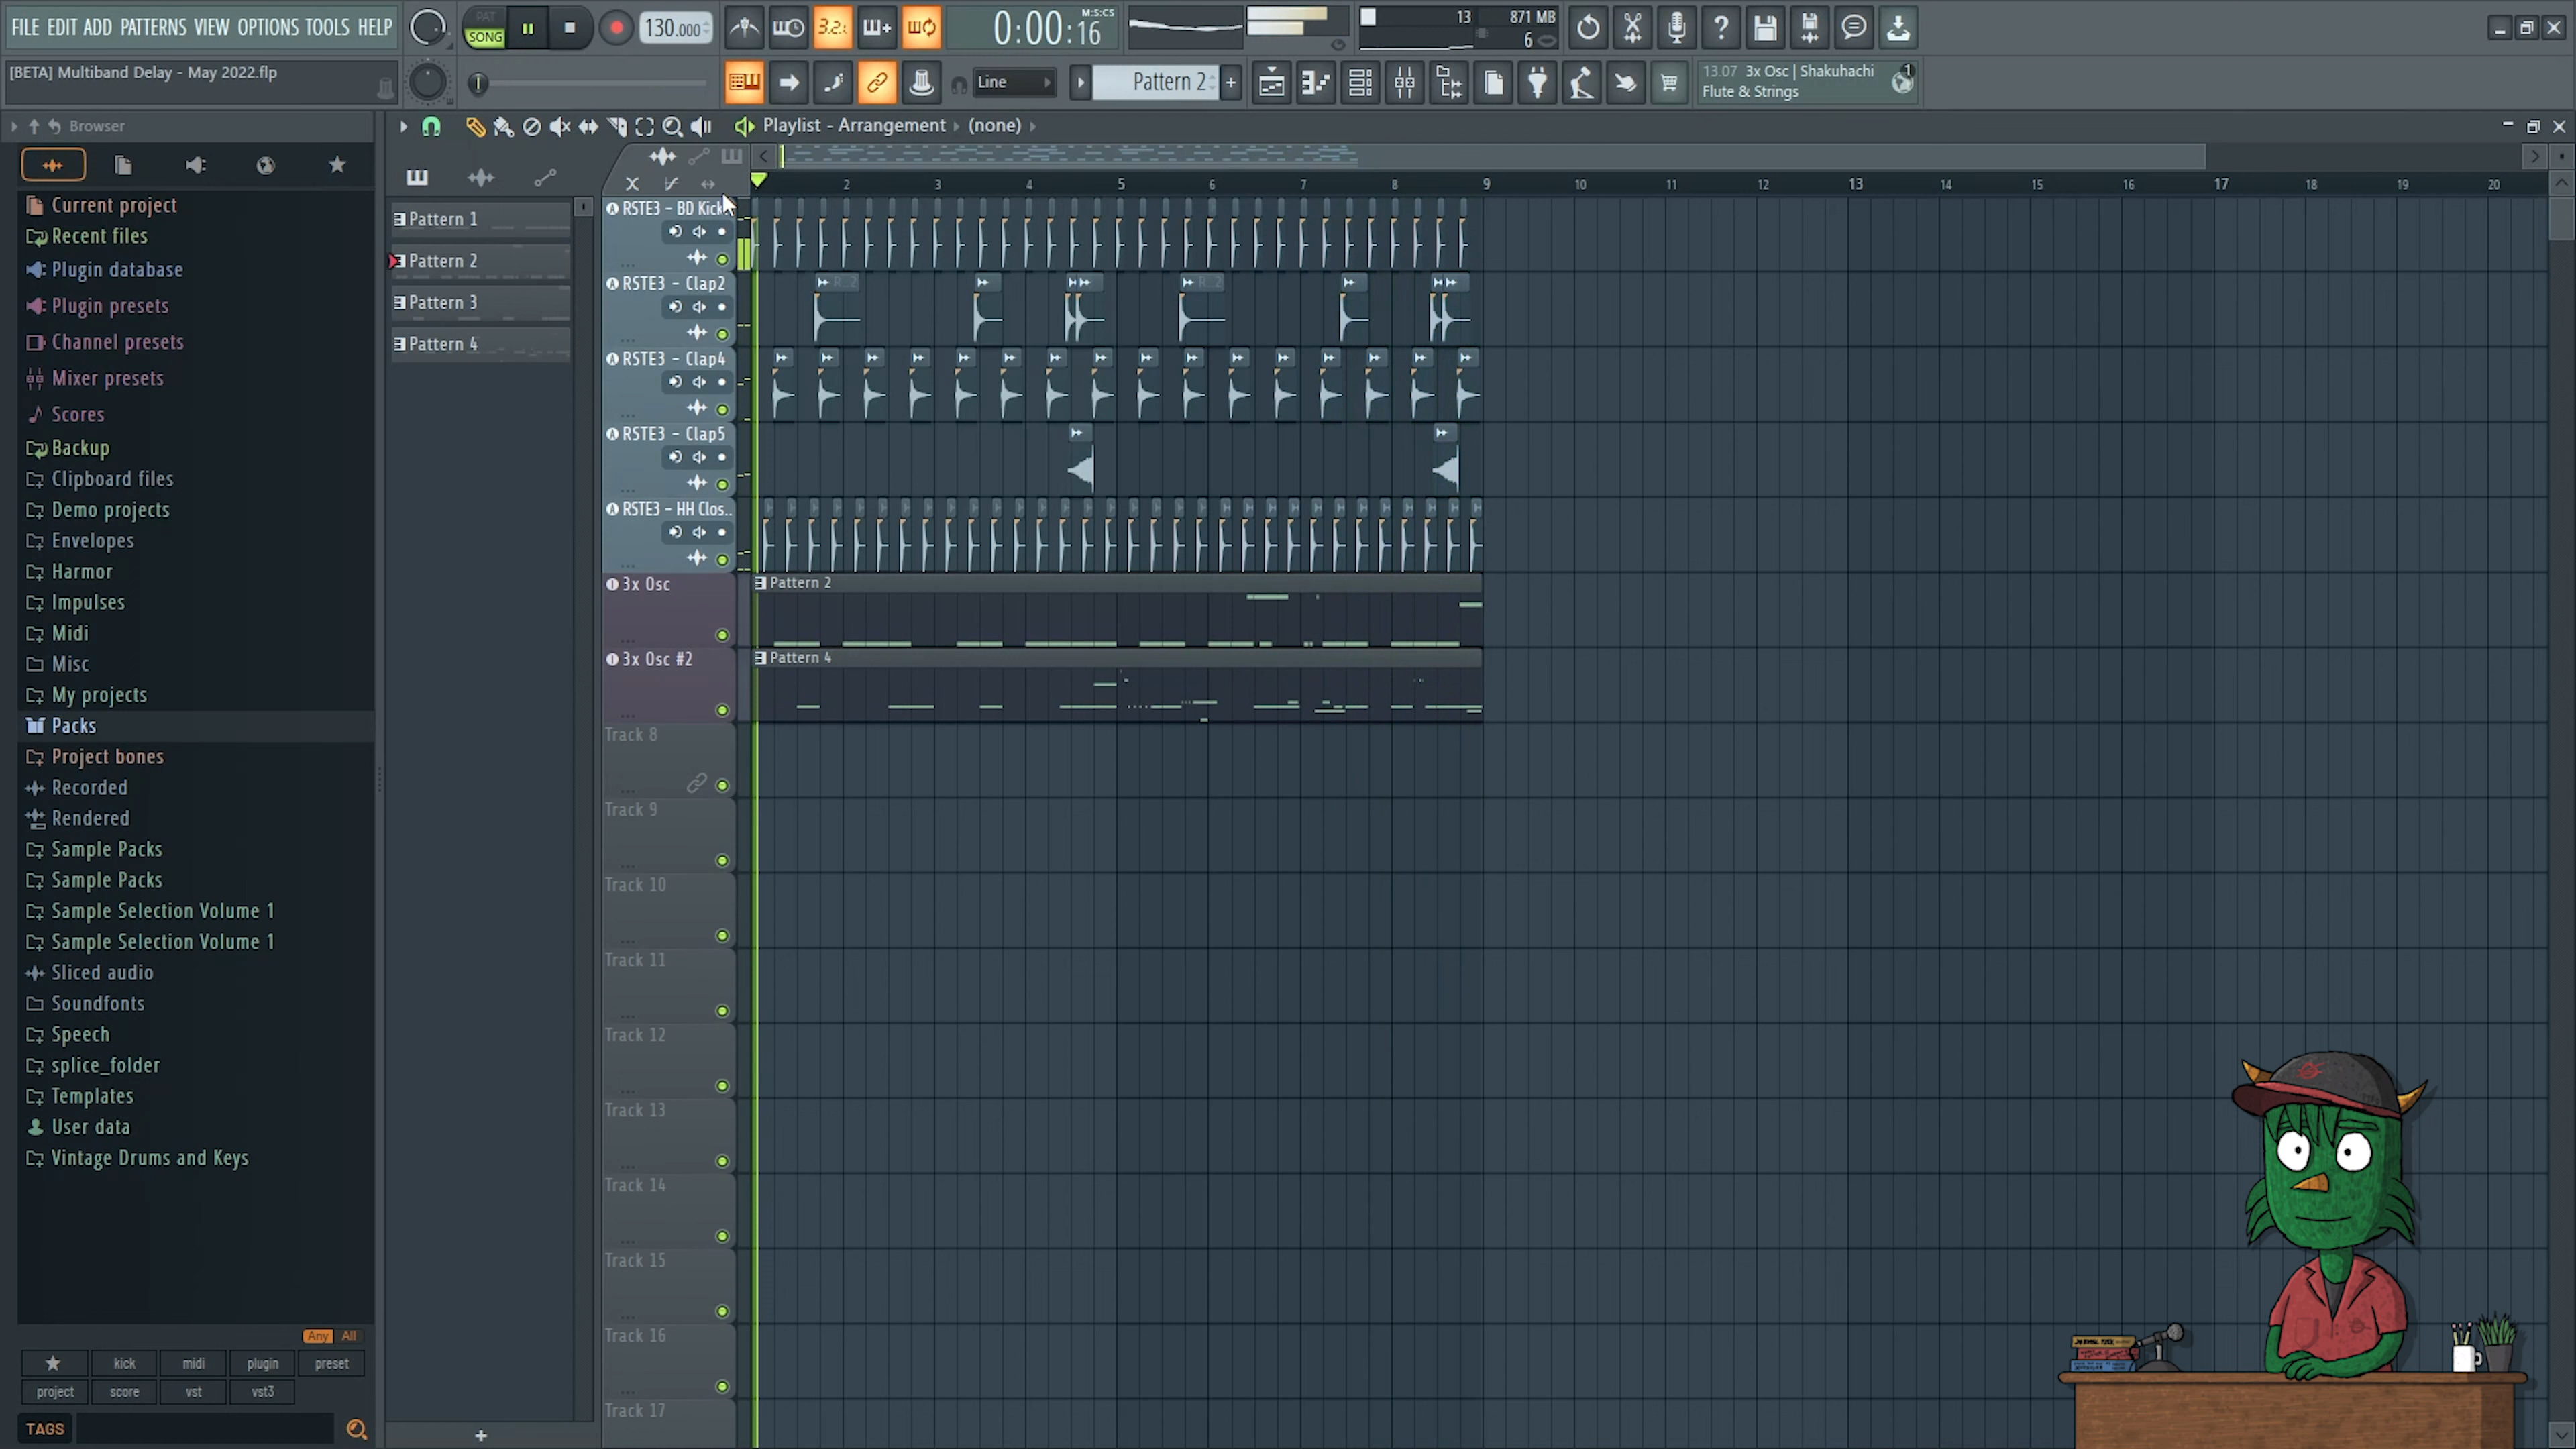 FILE EDIT ADD PATTERNS VIEW OPTIONS TOOLS HELP
PAT
SONG
130.000
3.2.
0:00:16
M:S:CS
13
871 MB
6
[BETA] Multiband Delay - May 2022.flp
Line
Pattern 2
13.07 3x Osc | Shakuhachi
Flute & Strings
1
Browser
Playlist - Arrangement
(none)
2 3 4 5 6 7 8 9 10 11 12 13 14 15 16 17 18 19 20
Current project
Recent files
Plugin database
Plugin presets
Channel presets
Mixer presets
Scores
Backup
Clipboard files
Demo projects
Envelopes
Harmor
Impulses
Midi
Misc
My projects
Packs
Project bones
Recorded
Rendered
Sample Packs
Sample Packs
Sample Selection Volume 1
Sample Selection Volume 1
Sliced audio
Soundfonts
Speech
splice_folder
Templates
User data
Vintage Drums and Keys
Any All
kick midi plugin preset
project score vst vst3
TAGS
Pattern 1
Pattern 2
Pattern 3
Pattern 4
RSTE3 - BD Kick
RSTE3 - Clap2
RSTE3 - Clap4
RSTE3 - Clap5
RSTE3 - HH Clos..
3x Osc
Pattern 2
3x Osc #2
Pattern 4
Track 8
Track 9
Track 10
Track 11
Track 12
Track 13
Track 14
Track 15
Track 16
Track 17